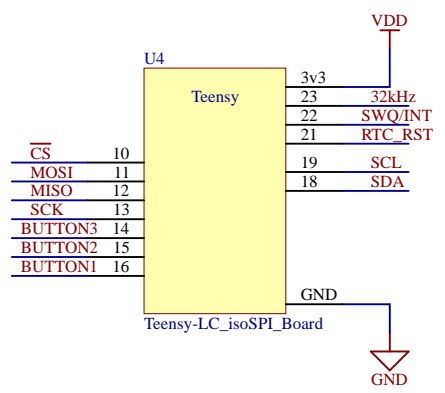 VDD
U4
Teensy
3v3
23 32kHz
22 SWQ/INT
21 RTC_RST
CS 10
19 SCL
MOSI 11
MISO 12
18 SDA
SCK 13
BUTTON3 14
BUTTON2 15
BUTTON1 16
GND
Teensy-LC_isoSPI_Board
GND